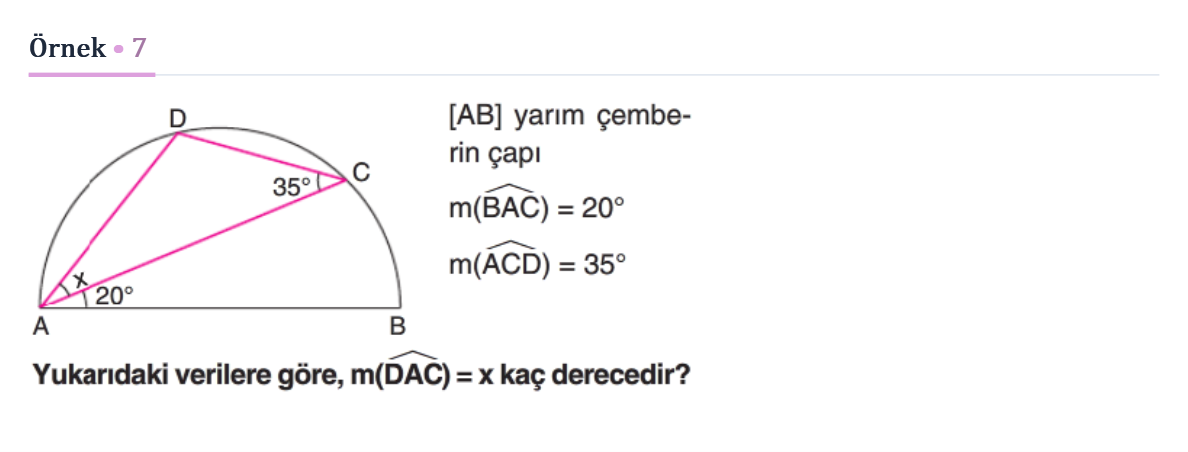 Örnek • 7
D
C
35°
x
20°
A
B
[AB] yarım çembe-
rin çapı
m(BAC) = 20°
m(ACD) = 35°
Yukarıdaki verilere göre, m(DAC) = x kaç derecedir?